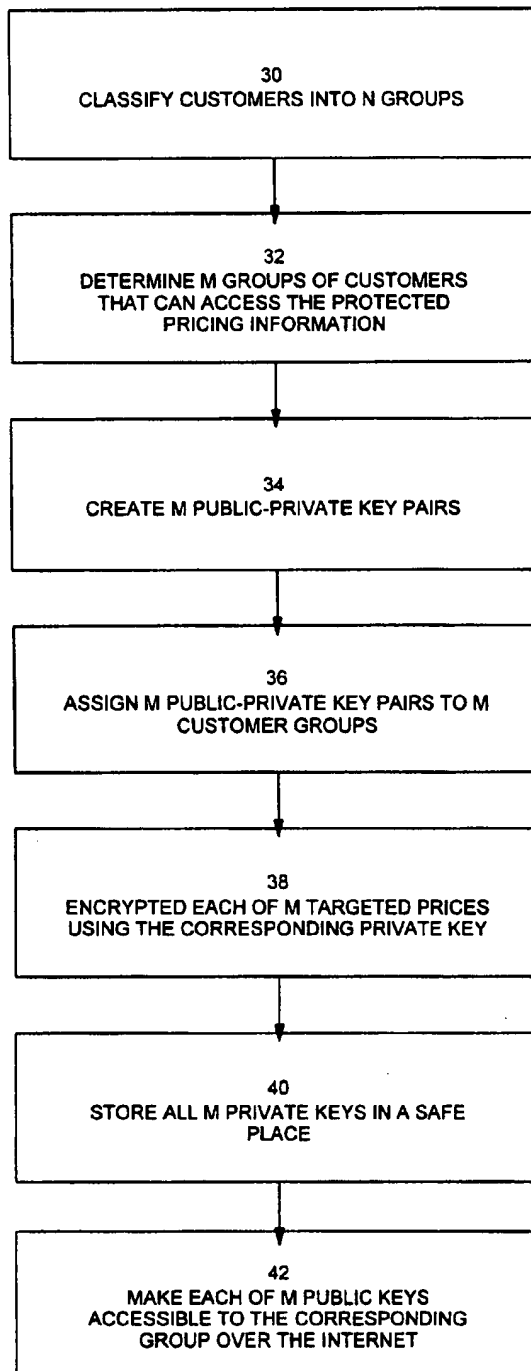 30
CLASSIFY CUSTOMERS INTO N GROUPS
32
DETERMINE M GROUPS OF CUSTOMERS
THAT CAN ACCESS THE PROTECTED
PRICING INFORMATION
34
CREATE M PUBLIC-PRIVATE KEY PAIRS
36
ASSIGN M PUBLIC-PRIVATE KEY PAIRS TO M
CUSTOMER GROUPS
38
ENCRYPTED EACH OF M TARGETED PRICES
USING THE CORRESPONDING PRIVATE KEY
40
STORE ALL M PRIVATE KEYS IN A SAFE
PLACE
42
MAKE EACH OF M PUBLIC KEYS
ACCESSIBLE TO THE CORRESPONDING
GROUP OVER THE INTERNET